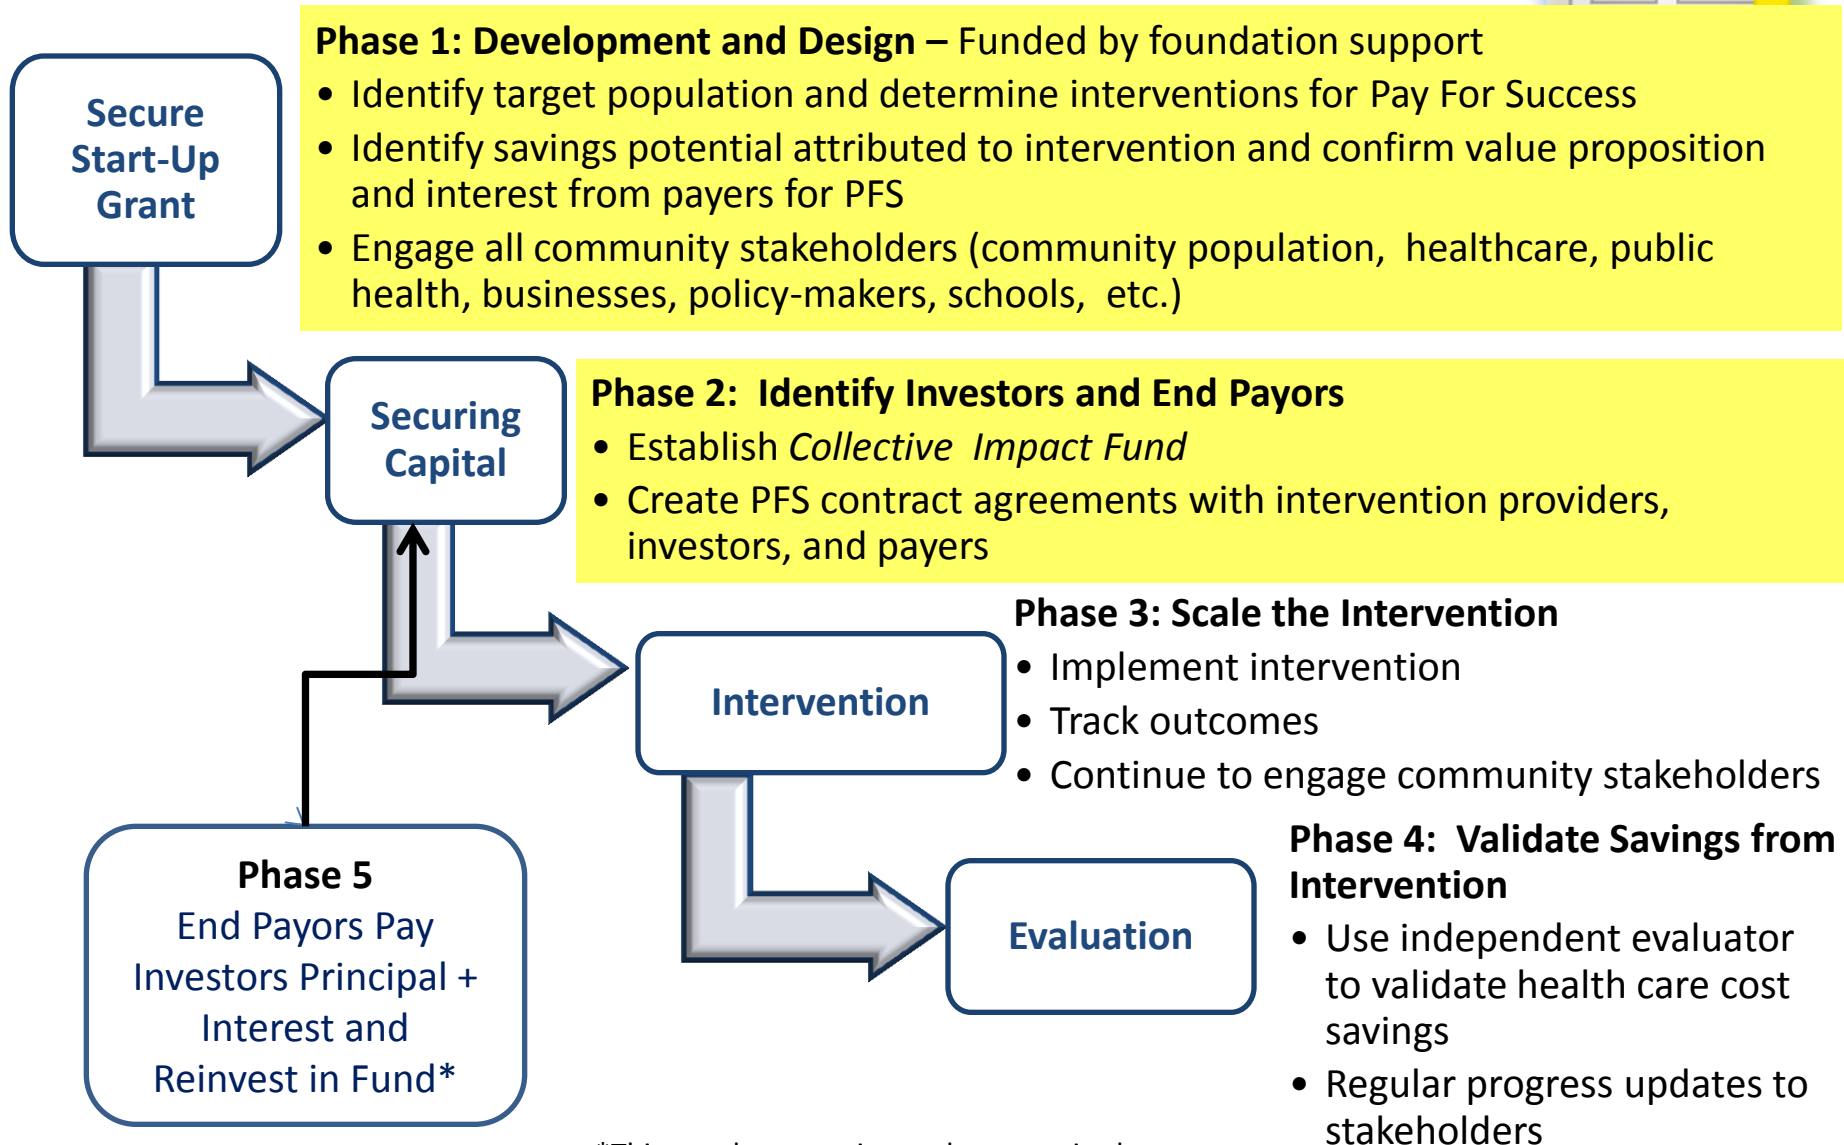 Secure
Start-Up
Grant
Phase 1: Development and Design – Funded by foundation support
• Identify target population and determine interventions for Pay For Success
• Identify savings potential attributed to intervention and confirm value proposition
and interest from payers for PFS
• Engage all community stakeholders (community population, healthcare, public
health, businesses, policy-makers, schools, etc.)
Securing
Capital
Phase 2: Identify Investors and End Payors
• Establish Collective Impact Fund
• Create PFS contract agreements with intervention providers,
investors, and payers
Intervention
Phase 3: Scale the Intervention
• Implement intervention
• Track outcomes
• Continue to engage community stakeholders
Evaluation
Phase 4: Validate Savings from
Intervention
• Use independent evaluator
to validate health care cost
savings
• Regular progress updates to
stakeholders
Phase 5
End Payors Pay
Investors Principal +
Interest and
Reinvest in Fund*